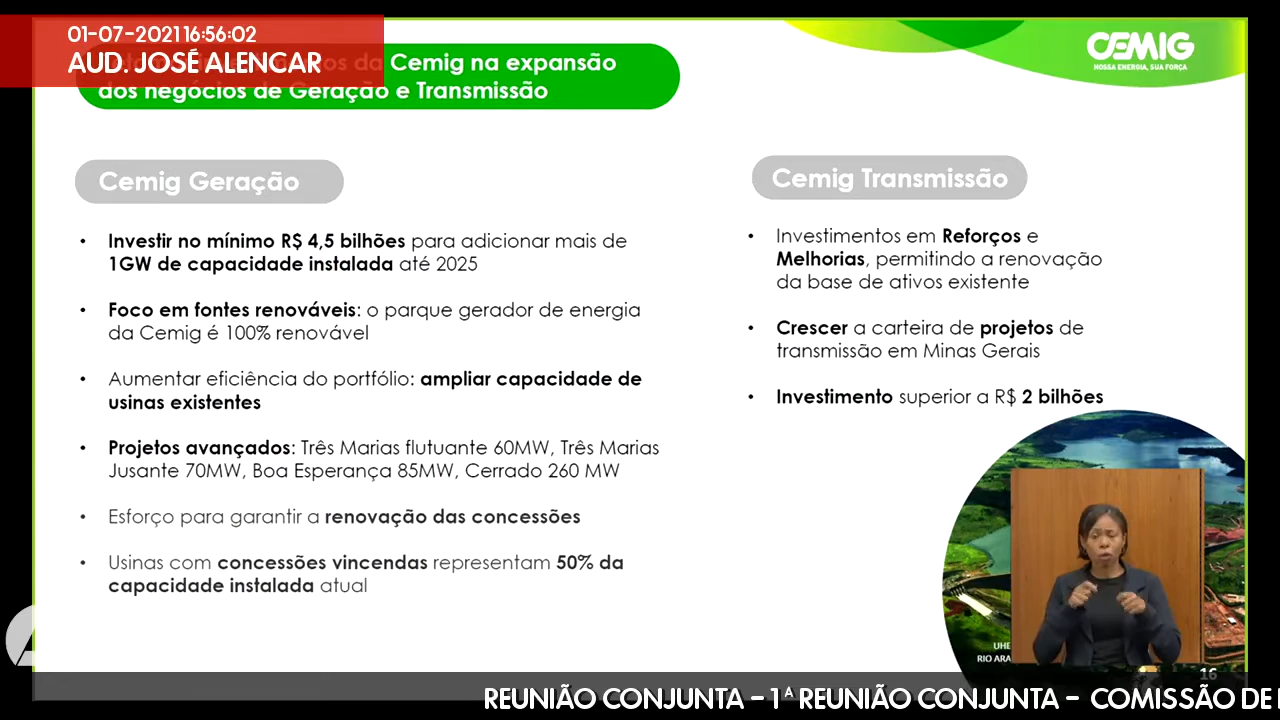 01-07-2021 16:56:02
AUD. JOSÉ ALENCAR
da Cemig na expansão
dos negócios de Geração e Transmissão
CEMIG
NOSSA ENERGIA, SUA FORÇA
Cemig Geração
• Investir no mínimo R$ 4,5 bilhões para adicionar mais de
1GW de capacidade instalada até 2025
• Foco em fontes renováveis: o parque gerador de energia
da Cemig é 100% renovável
• Aumentar eficiência do portfólio: ampliar capacidade de
usinas existentes
• Projetos avançados: Três Marias flutuante 60MW, Três Marias
Jusante 70MW, Boa Esperança 85MW, Cerrado 260 MW
• Esforço para garantir a renovação das concessões
• Usinas com concessões vincendas representam 50% da
capacidade instalada atual
Cemig Transmissão
• Investimentos em Reforços e
Melhorias, permitindo a renovação
da base de ativos existente
• Crescer a carteira de projetos de
transmissão em Minas Gerais
• Investimento superior a R$ 2 bilhões
UHE
RIO ARA
16
REUNIÃO CONJUNTA - 1ª REUNIÃO CONJUNTA - COMISSÃO DE